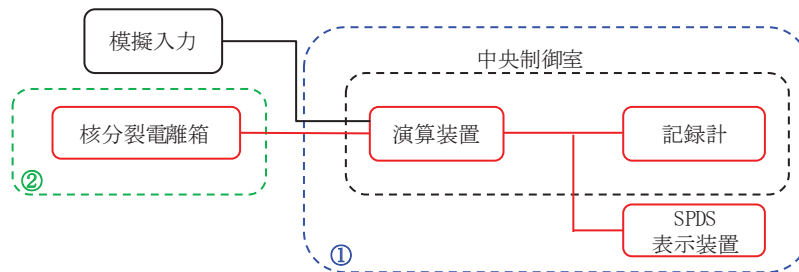 模擬入力
中央制御室
核分裂電離箱
演算装置
記録計
②
SPDS
表示装置
①